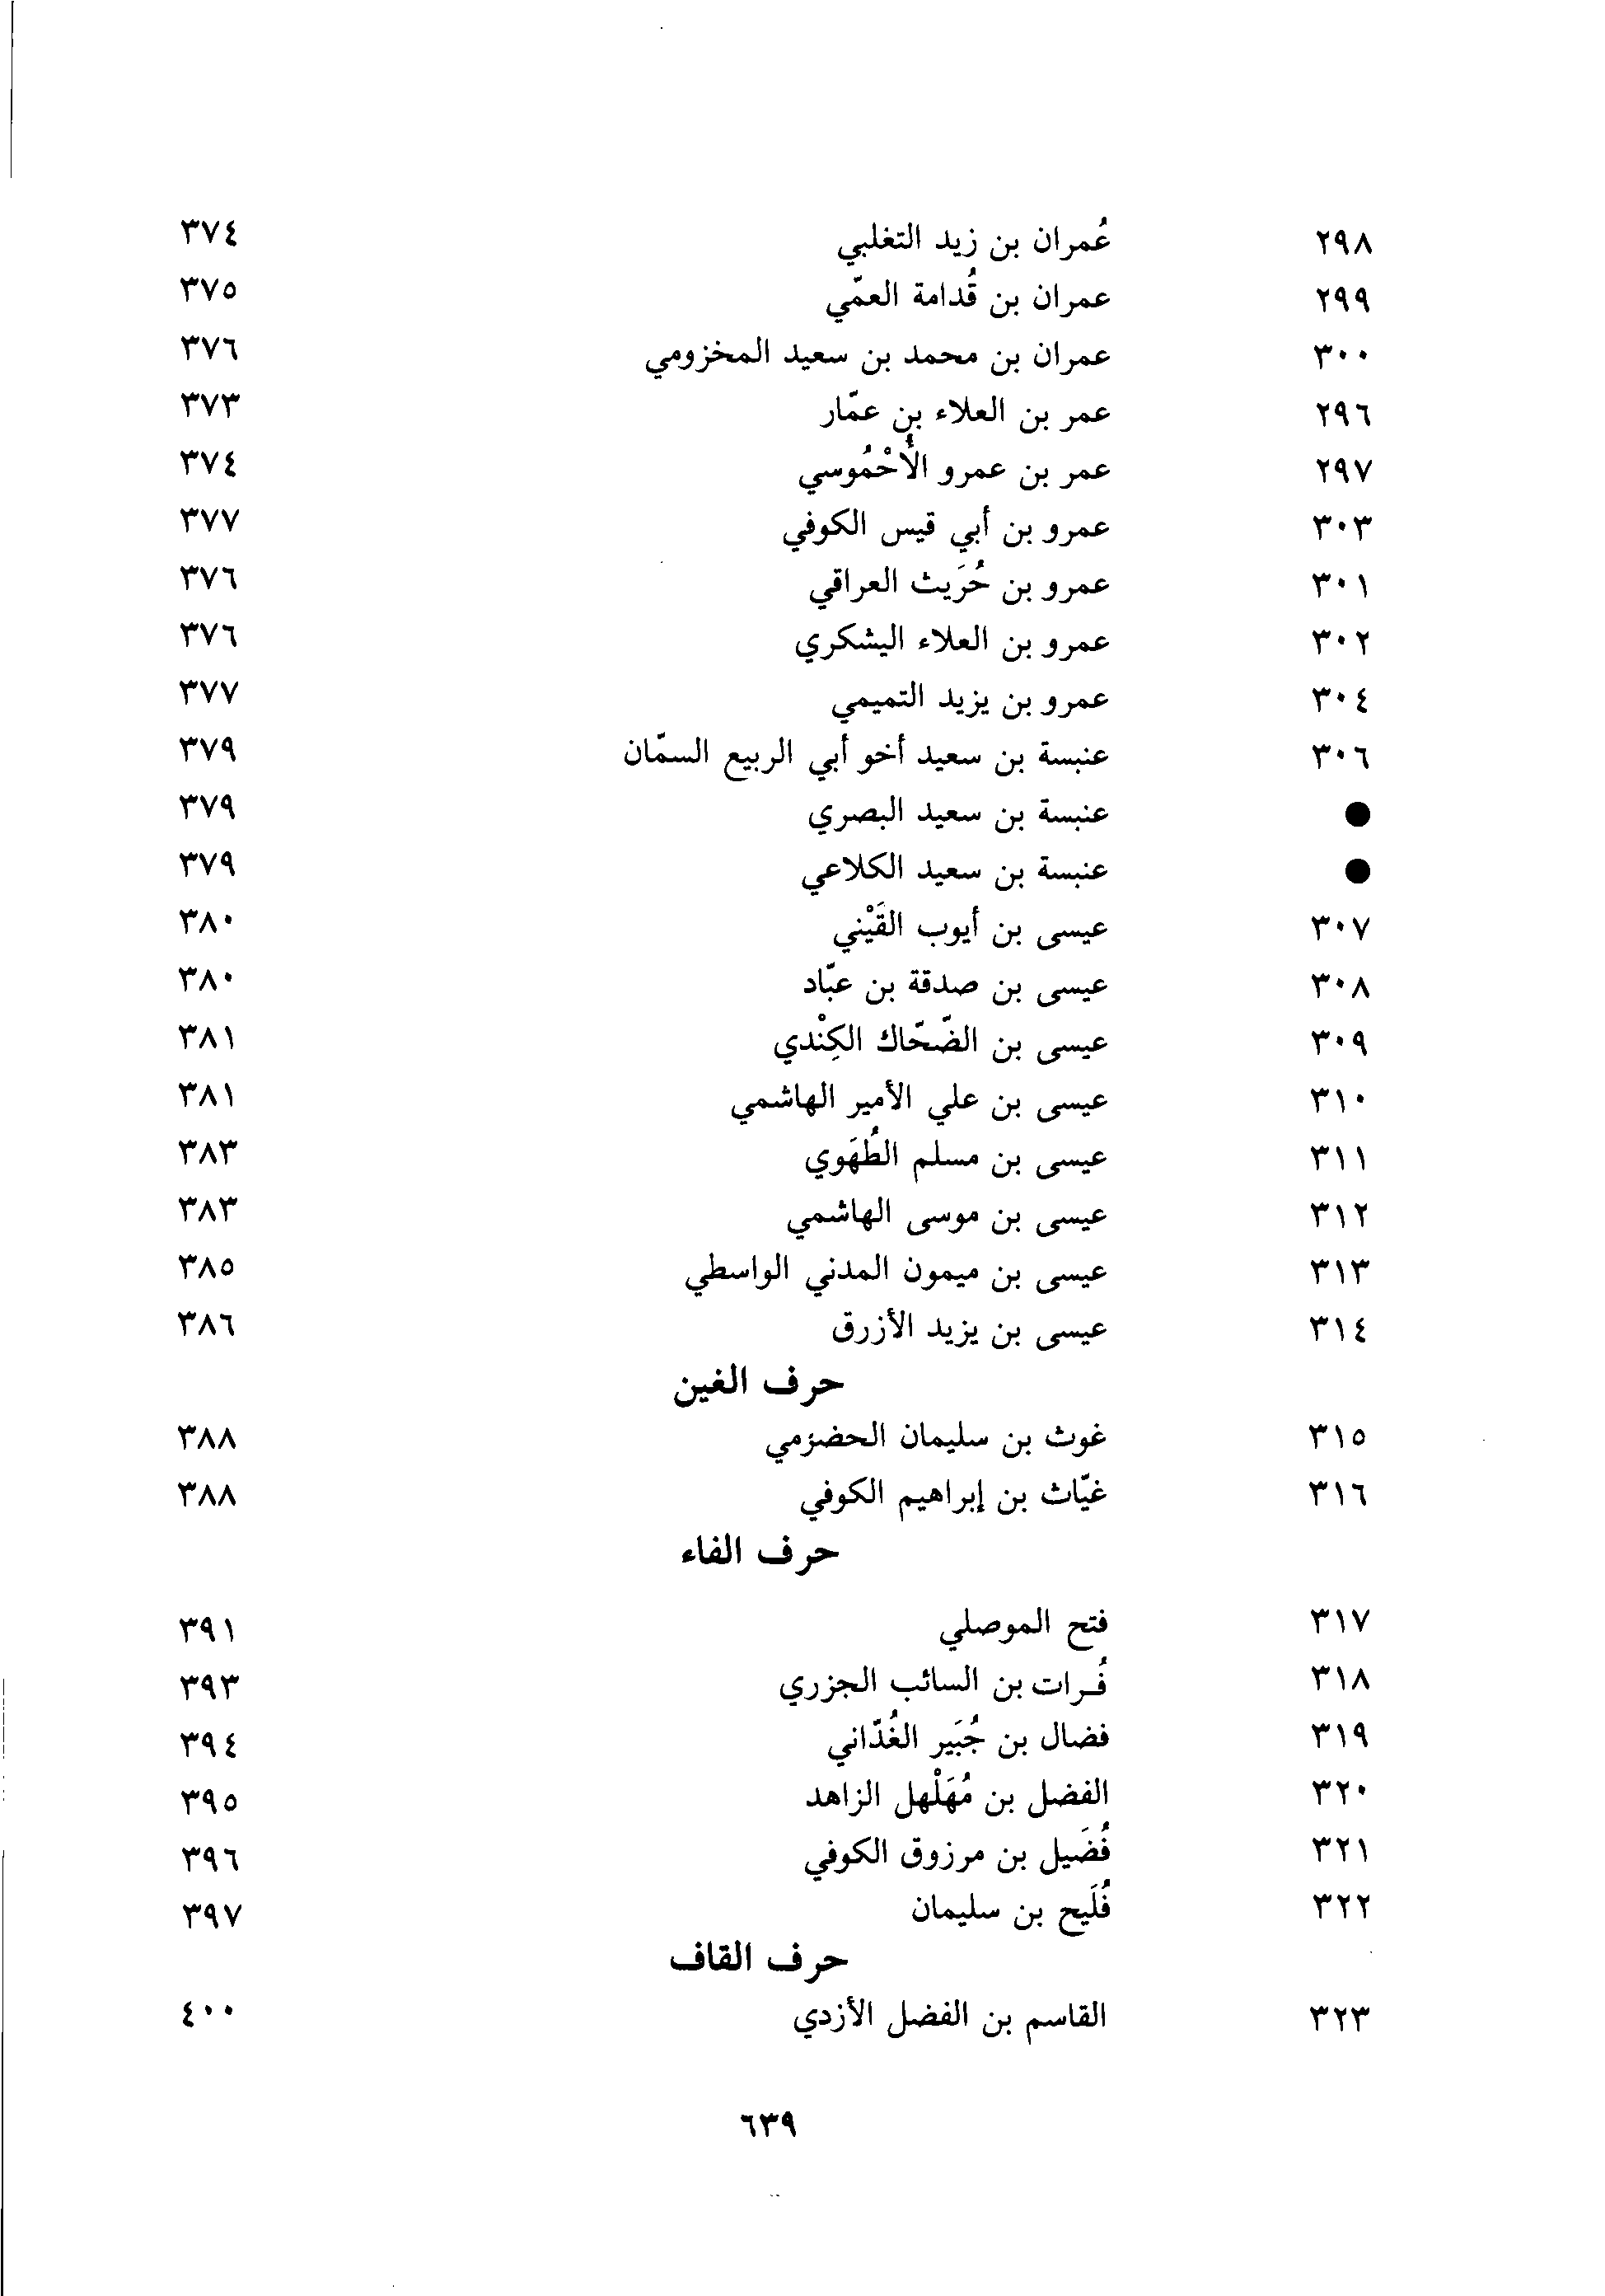 ٢٩٨ عُمران بن زيد التغلبي ٣٧٤
٢٩٩ عمران بن قُدامة العمّي ٣٧٥
٣٠٠ عمران بن محمد بن سعيد المخزومي ٣٧٦
٢٩٦ عمر بن العلاء بن عمّار ٣٧٣
٢٩٧ عمر بن عمرو الأُحْمُوسي ٣٧٤
٣٠٣ عمرو بن أبي قيس الكوفي ٣٧٧
٣٠١ عمرو بن حُرَيث العراقي ٣٧٦
٣٠٢ عمرو بن العلاء اليشكري ٣٧٦
٣٠٤ عمرو بن يزيد التميمي ٣٧٧
٣٠٦ عنبسة بن سعيد أخو أبي الربيع السمّان ٣٧٩
● عنبسة بن سعيد البصري ٣٧٩
● عنبسة بن سعيد الكلاعي ٣٧٩
٣٠٧ عيسى بن أيوب القَيْني ٣٨٠
٣٠٨ عيسى بن صدقة بن عبّاد ٣٨٠
٣٠٩ عيسى بن الضّحّاك الكِنْدي ٣٨١
٣١٠ عيسى بن علي الأمير الهاشمي ٣٨١
٣١١ عيسى بن مسلم الطُهَوي ٣٨٣
٣١٢ عيسى بن موسى الهاشمي ٣٨٣
٣١٣ عيسى بن ميمون المدني الواسطي ٣٨٥
٣١٤ عيسى بن يزيد الأزرق ٣٨٦
حرف الغين
٣١٥ غوث بن سليمان الحضرمي ٣٨٨
٣١٦ غيّاث بن إبراهيم الكوفي ٣٨٨
حرف الفاء
٣١٧ فتح الموصلي ٣٩١
٣١٨ فُرات بن السائب الجزري ٣٩٣
٣١٩ فضال بن جُبَير الغُدّاني ٣٩٤
٣٢٠ الفضل بن مُهَلْهل الزاهد ٣٩٥
٣٢١ فُضَيل بن مرزوق الكوفي ٣٩٦
٣٢٢ فُلَيح بن سليمان ٣٩٧
حرف القاف
٣٢٣ القاسم بن الفضل الأزدي ٤٠٠
٦٣٩